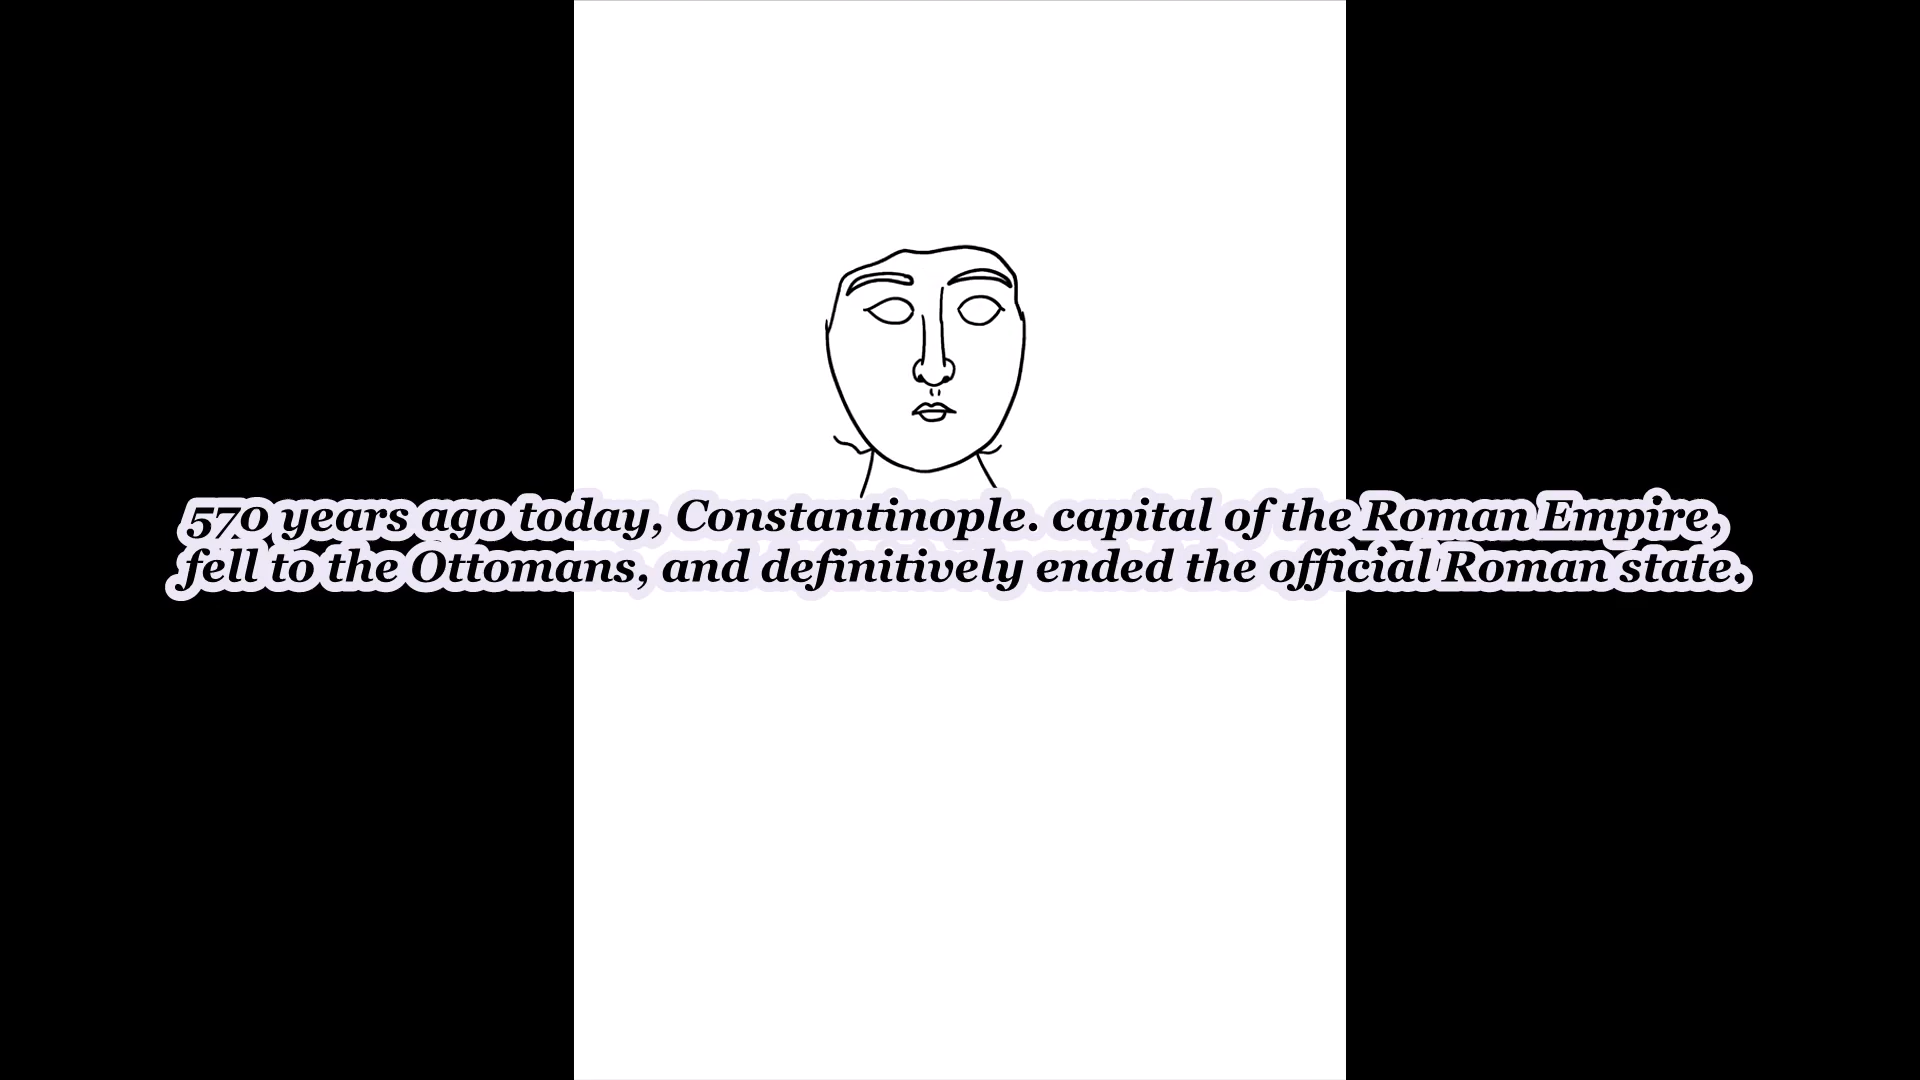 570 years ago today, Constantinople. capital of the Roman Empire,
fell to the Ottomans, and definitively ended the official Roman state.